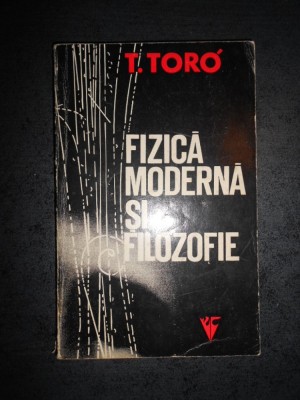 T. TORÓ
FIZICĂ
MODERNĂ
ȘI
FILOZOFIE